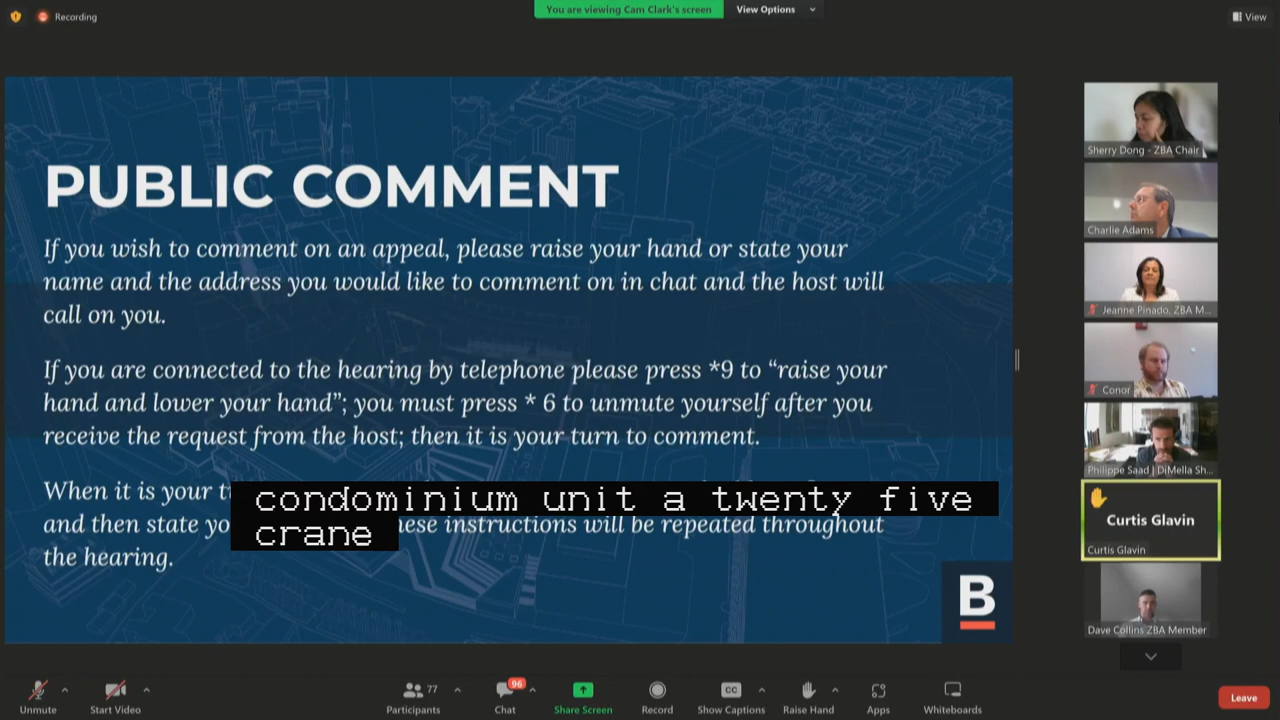 Recording
You are viewing Cam Clark's screen
View Options
View
PUBLIC COMMENT
If you wish to comment on an appeal, please raise your hand or state your
name and the address you would like to comment on in chat and the host will
call on you.
If you are connected to the hearing by telephone please press *9 to “raise your
hand and lower your hand”; you must press * 6 to unmute yourself after you
receive the request from the host; then it is your turn to comment.
When it is your
and then state instructions will be repeated throughout
the hearing.
condominium unit a twenty five
crane
B
Sherry Dong - ZBA Chair
Charlie Adams
Jeanne Pinado, ZBA M...
Conor
Philippe Saad | DiMella Sh...
Curtis Glavin
Curtis Glavin
Dave Collins ZBA Member
Unmute
Start Video
77
Participants
96
Chat
Share Screen
Record
CC
Show Captions
Raise Hand
Apps
Whiteboards
Leave